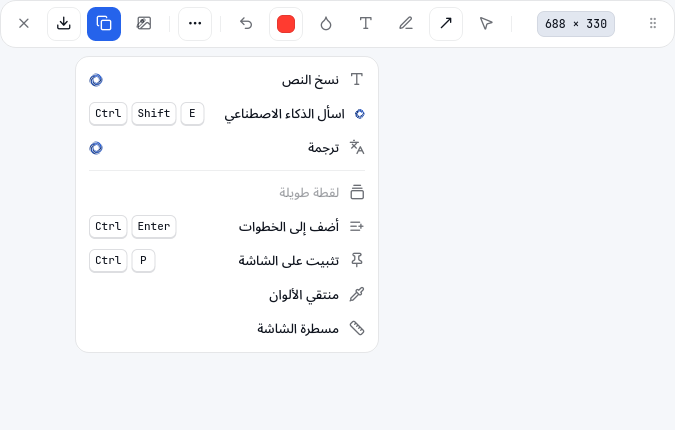 688 × 330
نسخ النص
اسأل الذكاء الاصطناعي Ctrl Shift E
ترجمة
لقطة طويلة
أضف إلى الخطوات Ctrl Enter
تثبيت على الشاشة Ctrl P
منتقي الألوان
مسطرة الشاشة